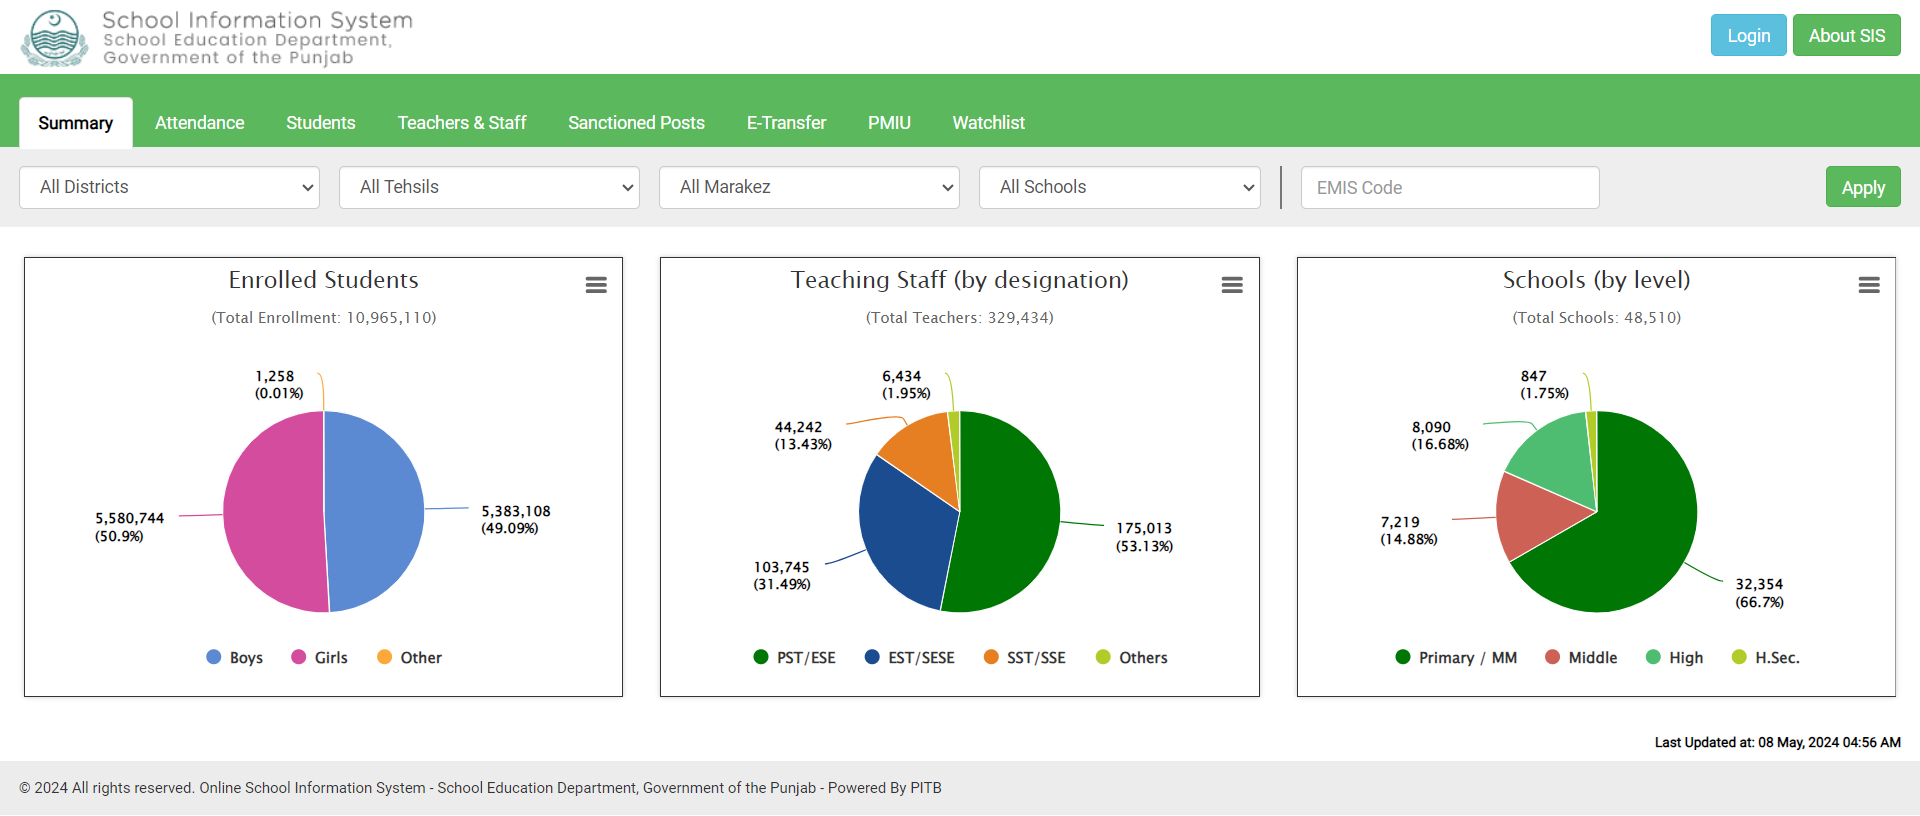 School Information System
School Education Department,
Government of the Punjab
Login
About SIS
Summary
Attendance
Students
Teachers & Staff
Sanctioned Posts
E-Transfer
PMIU
Watchlist
All Districts
All Tehsils
All Marakez
All Schools
EMIS Code
Apply
Enrolled Students
(Total Enrollment: 10,965,110)
1,258
(0.01%)
5,580,744
(50.9%)
5,383,108
(49.09%)
Boys
Girls
Other
Teaching Staff (by designation)
(Total Teachers: 329,434)
6,434
(1.95%)
44,242
(13.43%)
175,013
(53.13%)
103,745
(31.49%)
PST/ESE
EST/SESE
SST/SSE
Others
Schools (by level)
(Total Schools: 48,510)
847
(1.75%)
8,090
(16.68%)
7,219
(14.88%)
32,354
(66.7%)
Primary / MM
Middle
High
H.Sec.
Last Updated at: 08 May, 2024 04:56 AM
© 2024 All rights reserved. Online School Information System - School Education Department, Government of the Punjab - Powered By PITB